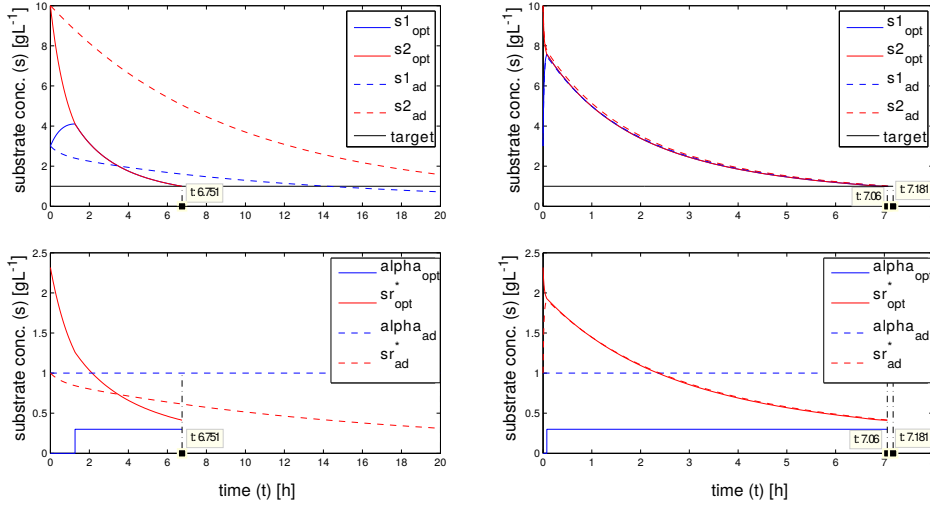 substrate conc. (s) [gL-1]
10
8
6
4
2
0
0 2 4 6 8 10 12 14 16 18 20
s1opt
s2opt
s1ad
s2ad
target
t: 6.751
substrate conc. (s) [gL-1]
10
8
6
4
2
0
0 1 2 3 4 5 6 7
s1opt
s2opt
s1ad
s2ad
target
t: 7.06
t: 7.181
substrate conc. (s) [gL-1]
2.5
2
1.5
1
0.5
0
0 2 4 6 8 10 12 14 16 18 20
alphaopt
sr*opt
alphaad
sr*ad
t: 6.751
time (t) [h]
substrate conc. (s) [gL-1]
2.5
2
1.5
1
0.5
0
0 1 2 3 4 5 6 7
alphaopt
sr*opt
alphaad
sr*ad
t: 7.06
t: 7.181
time (t) [h]